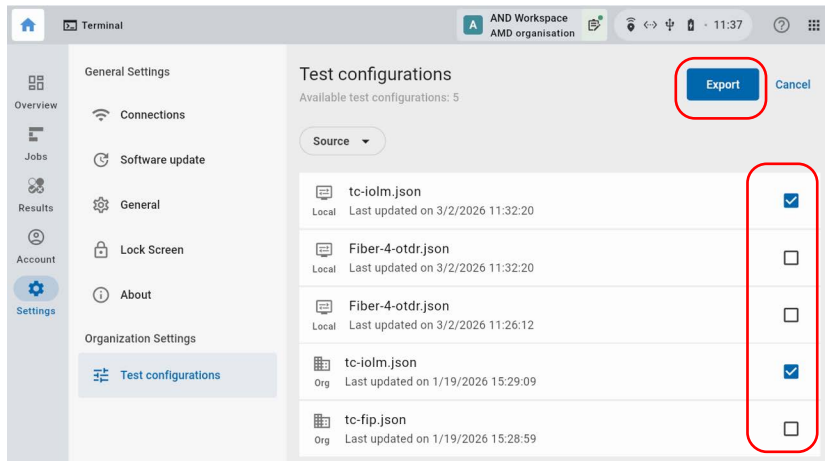 Terminal
A
AND Workspace
AMD organisation
11:37
Overview
Jobs
Results
Account
Settings
General Settings
Connections
Software update
General
Lock Screen
About
Organization Settings
Test configurations
Test configurations
Available test configurations: 5
Export
Cancel
Source
tc-iolm.json
Local Last updated on 3/2/2026 11:32:20
Fiber-4-otdr.json
Local Last updated on 3/2/2026 11:32:20
Fiber-4-otdr.json
Local Last updated on 3/2/2026 11:26:12
tc-iolm.json
Org Last updated on 1/19/2026 15:29:09
tc-fip.json
Org Last updated on 1/19/2026 15:28:59